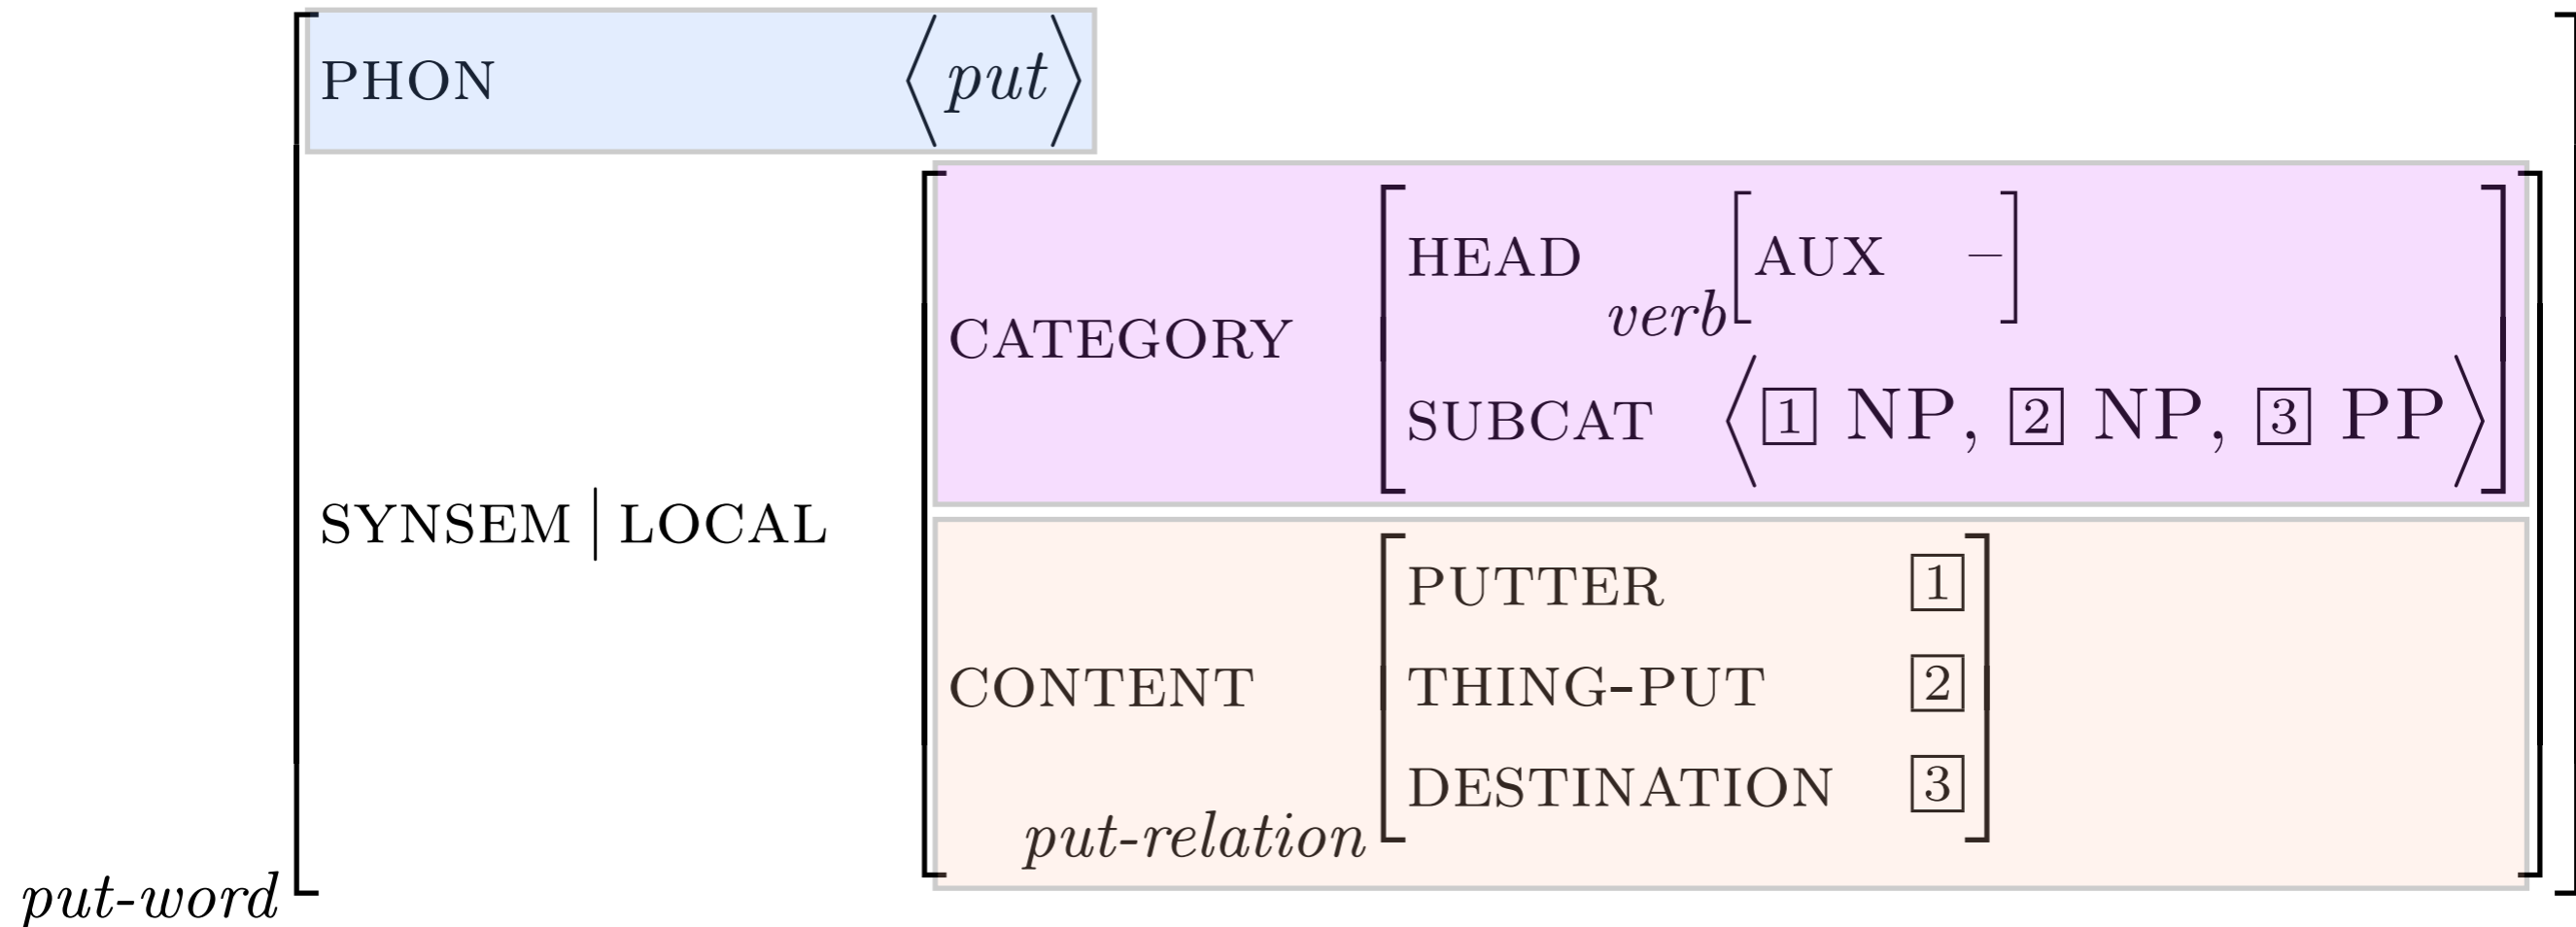 PHON ⟨put⟩
HEAD verb[AUX –]
CATEGORY
SUBCAT ⟨1 NP, 2 NP, 3 PP⟩
SYNSEM | LOCAL
PUTTER 1
CONTENT THING-PUT 2
DESTINATION 3
put-relation
put-word